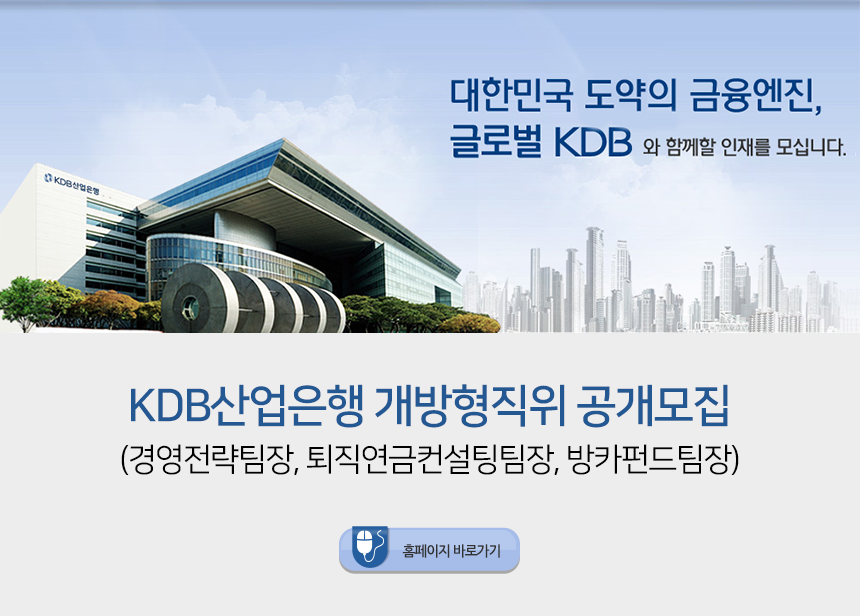 대한민국 도약의 금융엔진,
글로벌 KDB 와 함께할 인재를 모십니다.
KDB산업은행
KDB산업은행 개방형직위 공개모집
(경영전략팀장, 퇴직연금컨설팅팀장, 방카펀드팀장)
홈페이지 바로가기